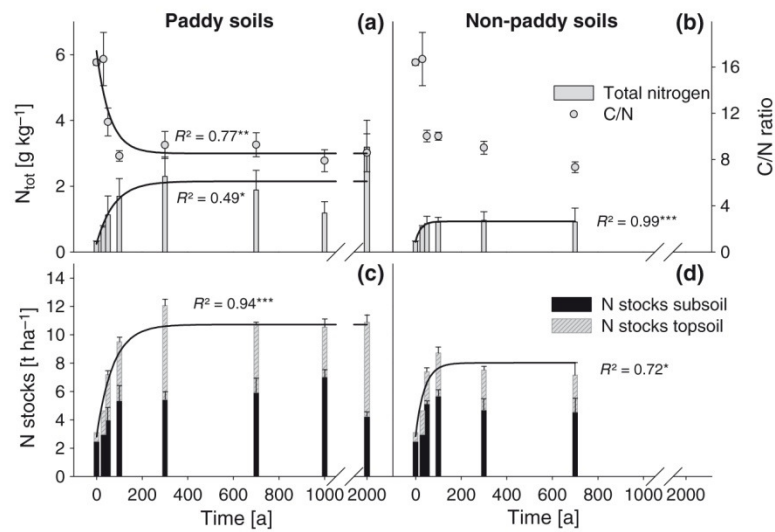 Paddy soils
(a)
Non-paddy soils
(b)
N_tot [g kg⁻¹]
6
4
2
0
R² = 0.77**
R² = 0.49*
Total nitrogen
C/N
R² = 0.99***
16
12
8
4
0
C/N ratio
(c)
(d)
N stocks [t ha⁻¹]
14
12
10
8
6
4
2
0
R² = 0.94***
N stocks subsoil
N stocks topsoil
R² = 0.72*
0 200 400 600 800 1000 2000
0 200 400 600 800 1000 2000
Time [a]
Time [a]